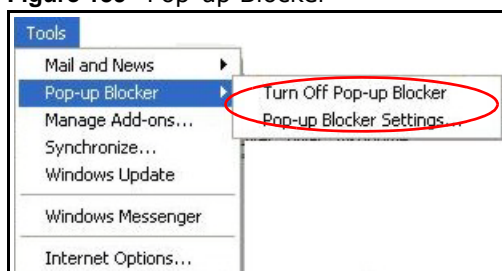 Tools
Mail and News
Pop-up Blocker
Turn Off Pop-up Blocker
Manage Add-ons...
Pop-up Blocker Settings...
Synchronize...
Windows Update
Windows Messenger
Internet Options...